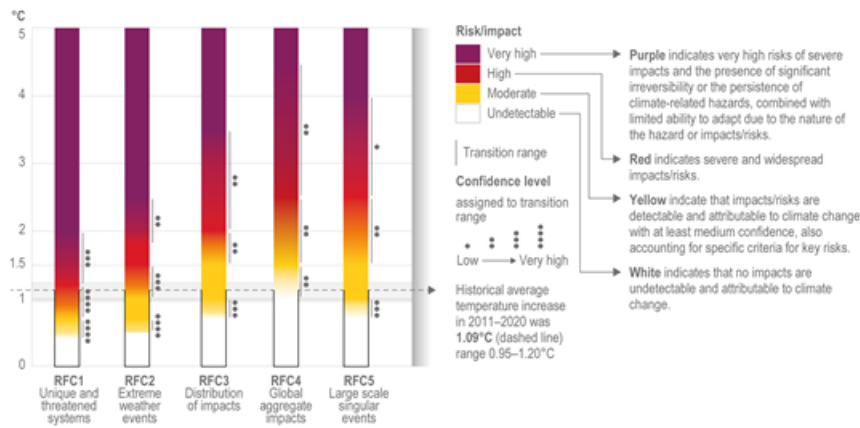 °C
5
4
3
2
1.5
1
0
RFC1
Unique and
threatened
systems
RFC2
Extreme
weather
events
RFC3
Distribution
of impacts
RFC4
Global
aggregate
impacts
RFC5
Large scale
singular
events
Risk/impact
Very high
High
Moderate
Undetectable
Transition range
Confidence level
assigned to transition
range
Low
Very high
Historical average
temperature increase
in 2011–2020 was
1.09°C (dashed line)
range 0.95–1.20°C
Purple indicates very high risks of severe
impacts and the presence of significant
irreversibility or the persistence of
climate-related hazards, combined with
limited ability to adapt due to the nature of
the hazard or impacts/risks.
Red indicates severe and widespread
impacts/risks.
Yellow indcate that impacts/risks are
detectable and attributable to climate change
with at least medium confidence, also
accounting for specific criteria for key risks.
White indicates that no impacts are
undetectable and attributable to climate
change.